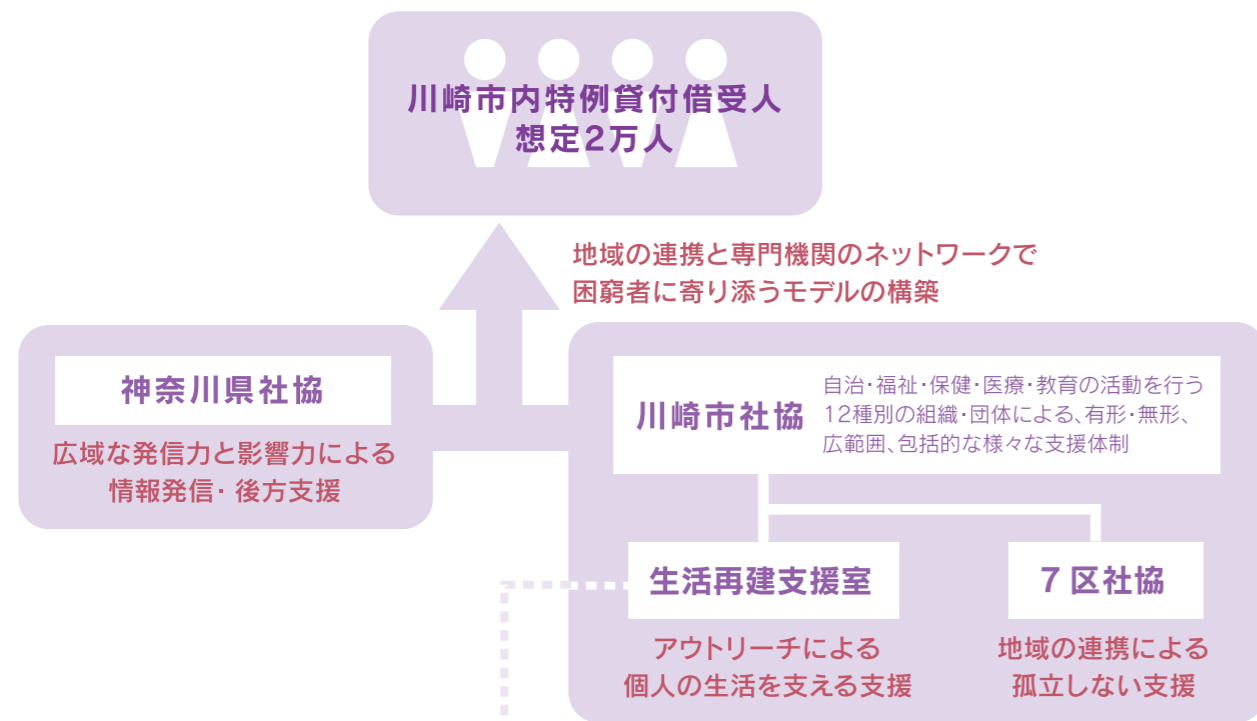 川崎市内特例貸付借受人
想定2万人
地域の連携と専門機関のネットワークで
困窮者に寄り添うモデルの構築
神奈川県社協
広域な発信力と影響力による
情報発信・後方支援
川崎市社協
自治・福祉・保健・医療・教育の活動を行う
12種別の組織・団体による、有形・無形、
広範囲、包括的な様々な支援体制
生活再建支援室
アウトリーチによる
個人の生活を支える支援
7区社協
地域の連携による
孤立しない支援